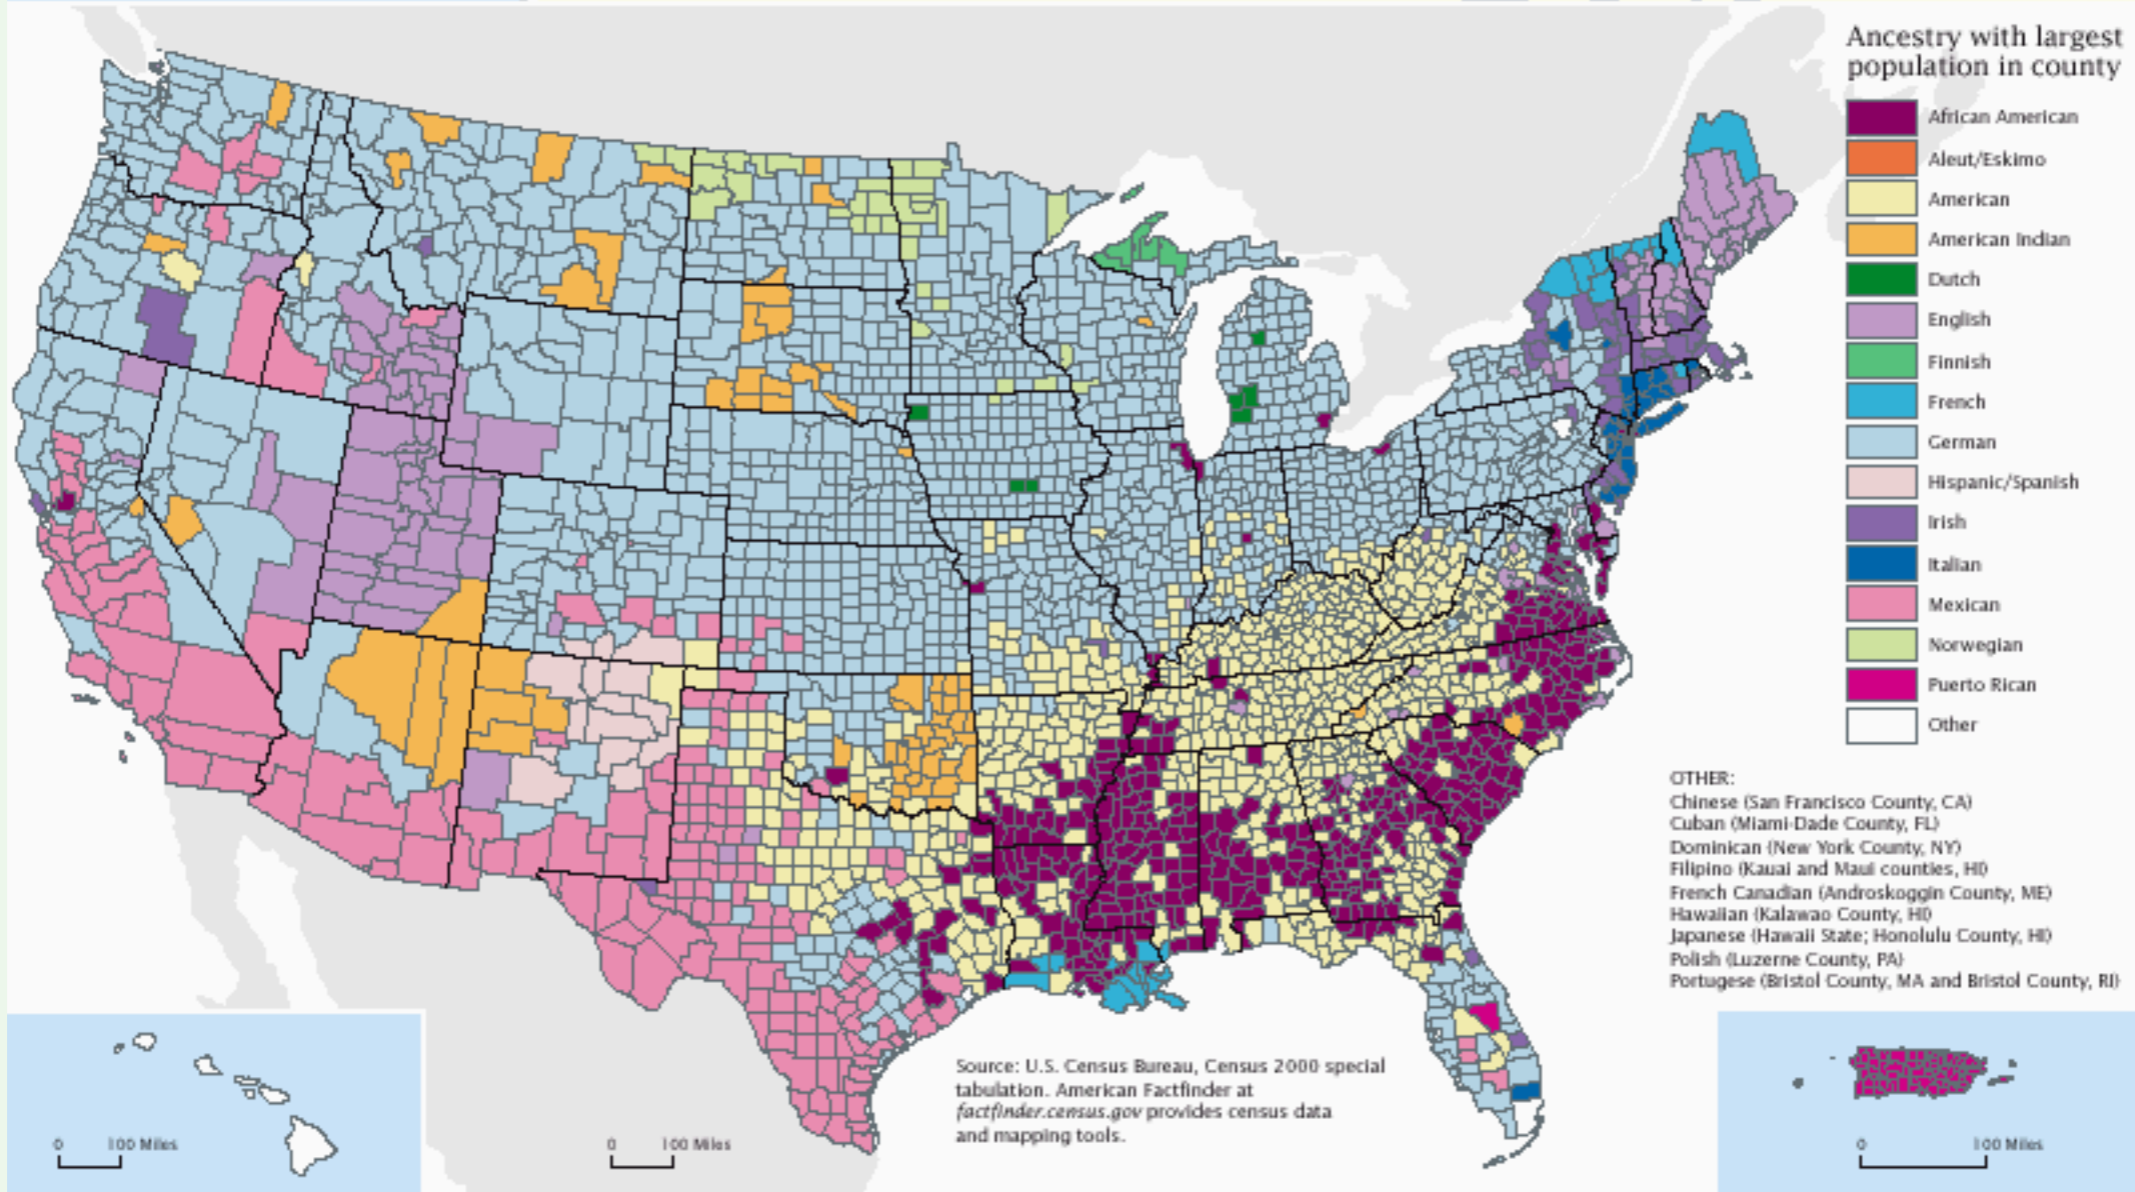 Ancestry with largest
population in county
African American
Aleut/Eskimo
American
American Indian
Dutch
English
Finnish
French
German
Hispanic/Spanish
Irish
Italian
Mexican
Norwegian
Puerto Rican
Other
OTHER:
Chinese (San Francisco County, CA)
Cuban (Miami-Dade County, FL)
Dominican (New York County, NY)
Filipino (Kauai and Maui counties, HI)
French Canadian (Androskoggin County, ME)
Hawaiian (Kalawao County, HI)
Japanese (Hawaii State; Honolulu County, HI)
Polish (Luzerne County, PA)
Portugese (Bristol County, MA and Bristol County, RI)
Source: U.S. Census Bureau, Census 2000 special
tabulation. American Factfinder at
factfinder.census.gov provides census data
and mapping tools.
0 100 Miles
0 100 Miles
0 100 Miles